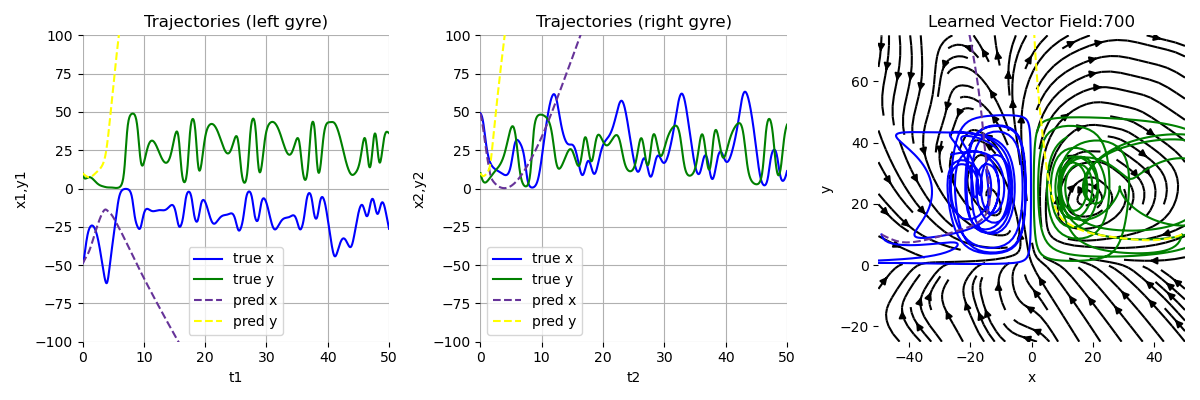 Trajectories (left gyre)
100
75
50
25
0
−25
−50
−75
−100
x1,y1
0
10
20
30
40
50
t1
true x
true y
pred x
pred y
Trajectories (right gyre)
100
75
50
25
0
−25
−50
−75
−100
x2,y2
0
10
20
30
40
50
t2
true x
true y
pred x
pred y
Learned Vector Field:700
60
40
20
0
−20
y
−40
−20
0
20
40
x